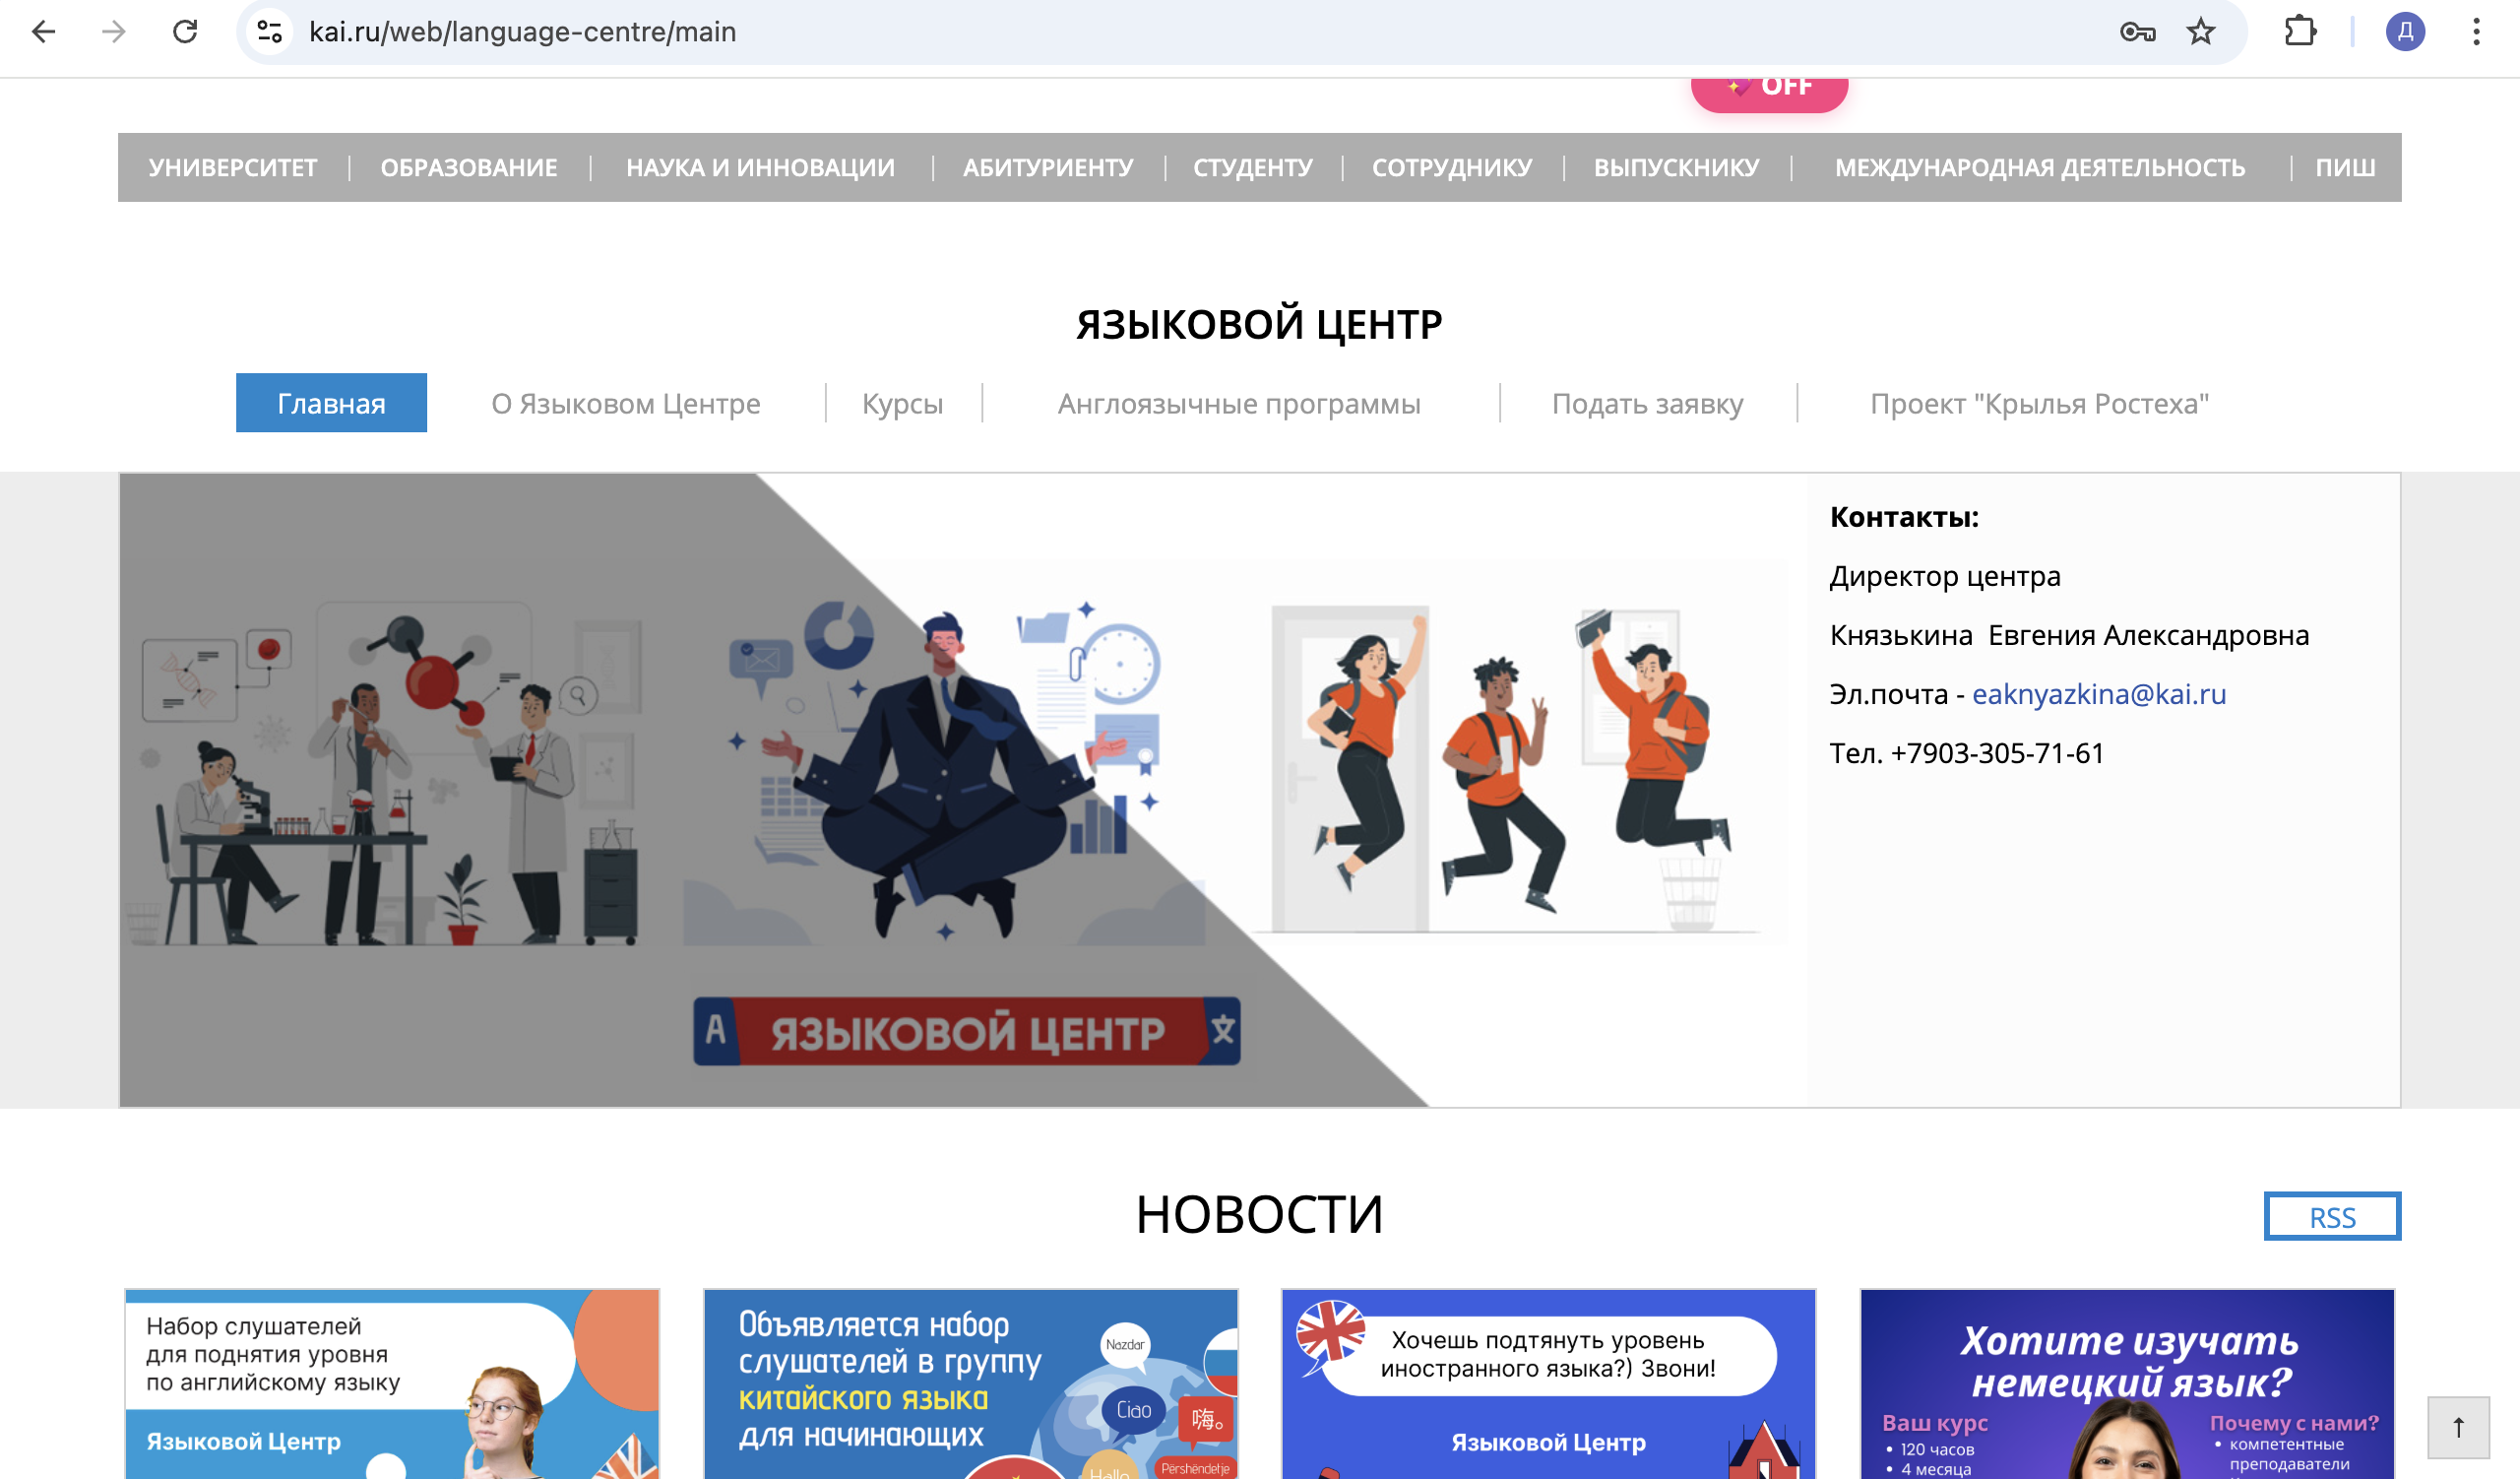 kai.ru/web/language-centre/main
Д
OFF
УНИВЕРСИТЕТ
ОБРАЗОВАНИЕ
НАУКА И ИННОВАЦИИ
АБИТУРИЕНТУ
СТУДЕНТУ
СОТРУДНИКУ
ВЫПУСКНИКУ
МЕЖДУНАРОДНАЯ ДЕЯТЕЛЬНОСТЬ
ПИШ
ЯЗЫКОВОЙ ЦЕНТР
Главная
О Языковом Центре
Курсы
Англоязычные программы
Подать заявку
Проект "Крылья Ростеха"
A ЯЗЫКОВОЙ ЦЕНТР 文
Контакты:
Директор центра
Князькина  Евгения Александровна
Эл.почта - eaknyazkina@kai.ru
Тел. +7903-305-71-61
НОВОСТИ
RSS
Набор слушателей
для поднятия уровня
по английскому языку
Языковой Центр
Объявляется набор
слушателей в группу
китайского языка
для начинающих
Nazdar
Ciao
嗨。
Hallo
Përshëndetje
Хочешь подтянуть уровень
иностранного языка?) Звони!
Языковой Центр
Хотите изучать
немецкий язык?
Ваш курс
• 120 часов
• 4 месяца
Почему с нами?
• компетентные
преподаватели
↑